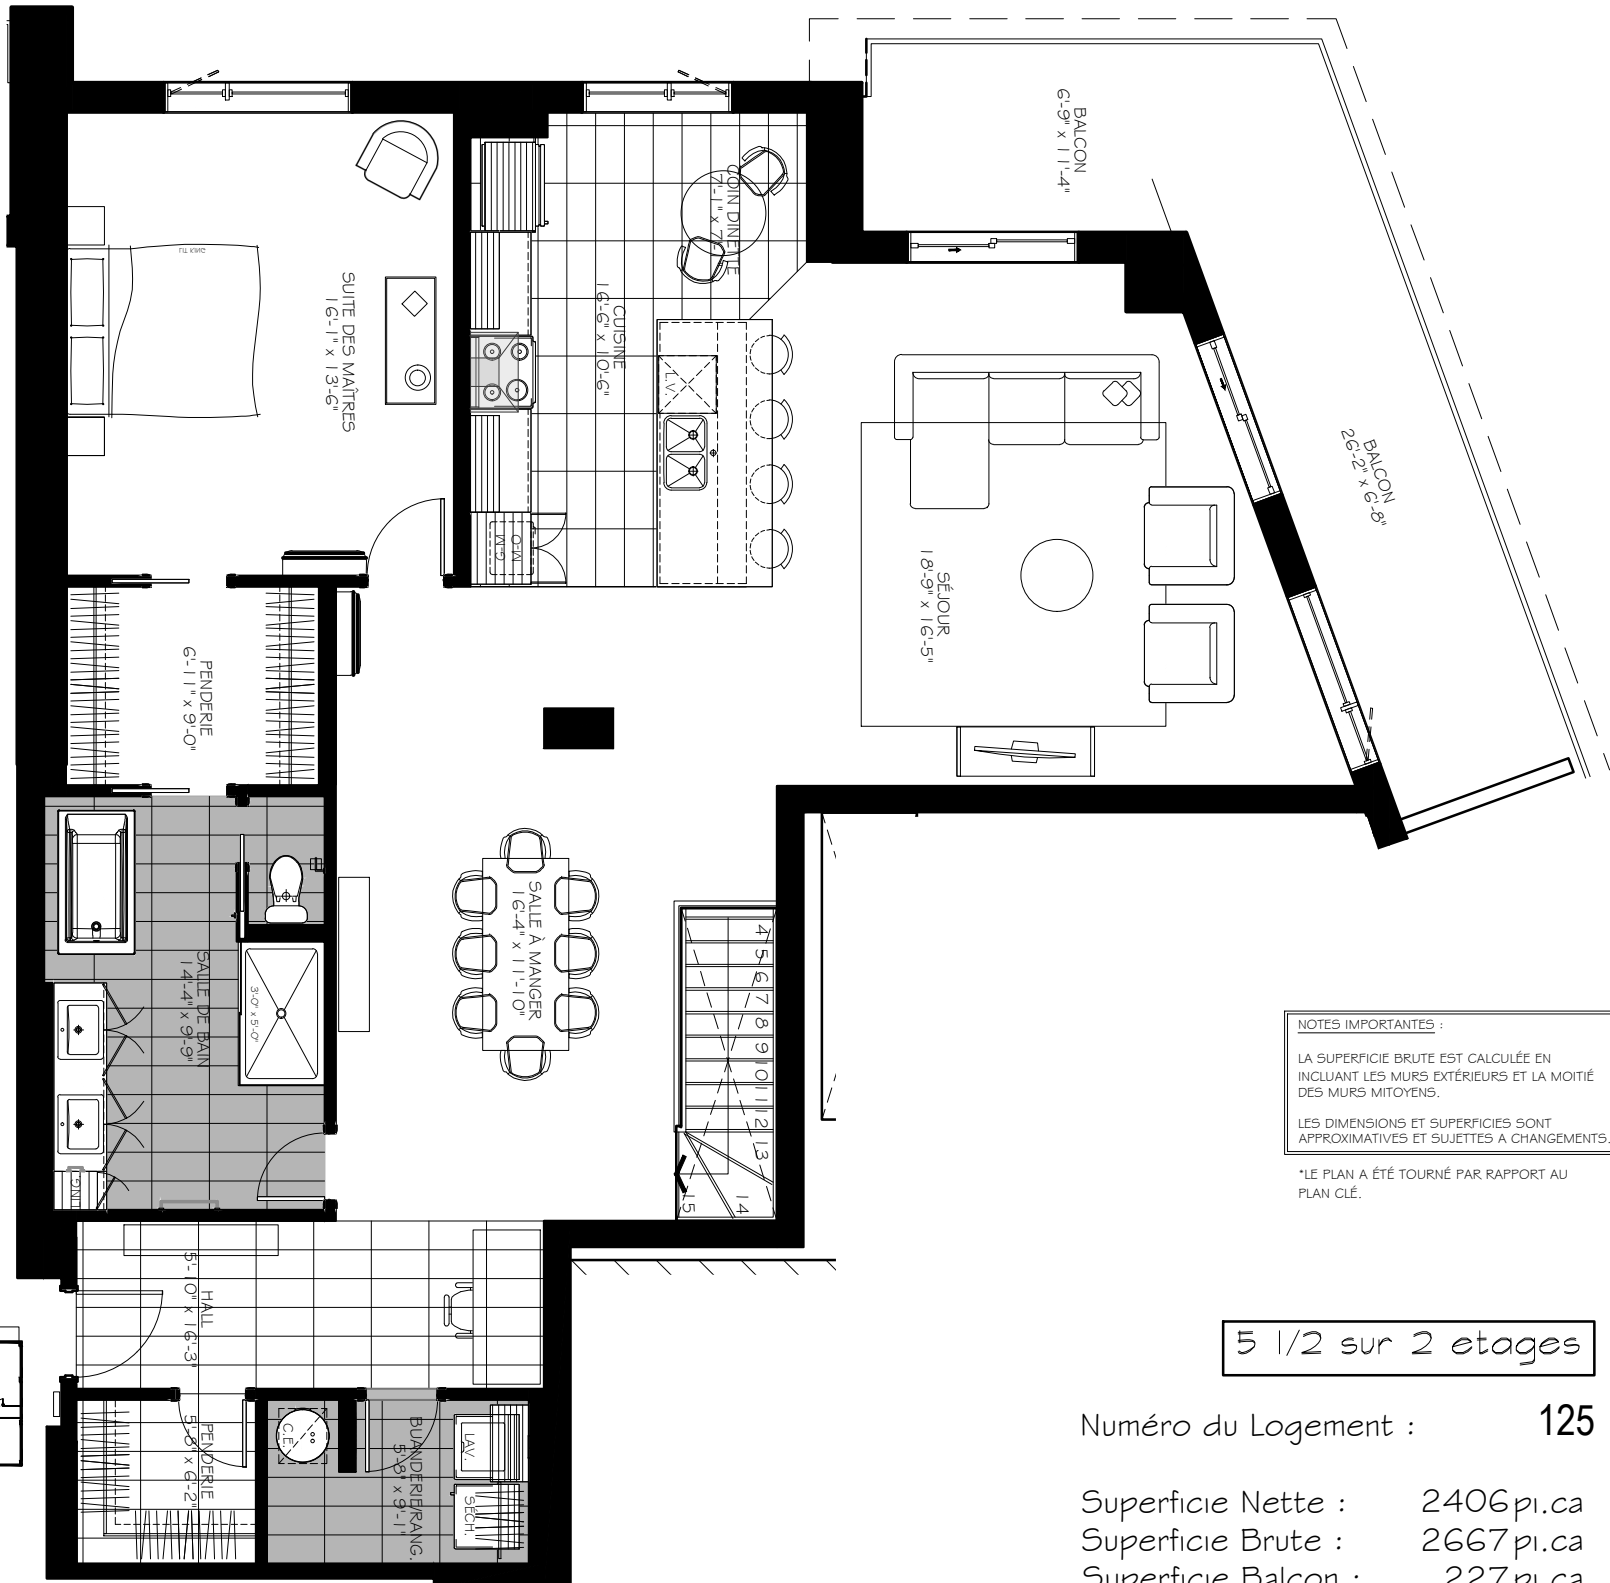 BALCON
6'-9" x 11'-4"
COIN DINETTE
CUISINE
16'-6" x 10'-6"
SUITE DES MAÎTRES
16'-1" x 13'-6"
L.V.
BALCON
26'-2" x 6'-8"
SÉJOUR
18'-9" x 16'-5"
M-O
G-M
PENDERIE
6'-11" x 9'-0"
SALLE À MANGER
16'-4" x 11'-10"
SALLE DE BAIN
14'-4" x 9'-9"
3'-0" x 5'-0"
4
5
6
7
8
9
10
11
12
13
14
15
LING
HALL
5'-10" x 16'-3"
PENDERIE
5'-8" x 6'-2"
C.E.
BUANDERIE/RANG.
5'-8" x 9'-1"
LAV.
SÉCH.
NOTES IMPORTANTES :
LA SUPERFICIE BRUTE EST CALCULÉE EN
INCLUANT LES MURS EXTÉRIEURS ET LA MOITIÉ
DES MURS MITOYENS.
LES DIMENSIONS ET SUPERFICIES SONT
APPROXIMATIVES ET SUJETTES A CHANGEMENTS.
*LE PLAN A ÉTÉ TOURNÉ PAR RAPPORT AU
PLAN CLÉ.
5 1/2 sur 2 etages
Numéro du Logement : 125
Superficie Nette : 2406pi.ca
Superficie Brute : 2667pi.ca
Superficie Balcon : 227pi.ca